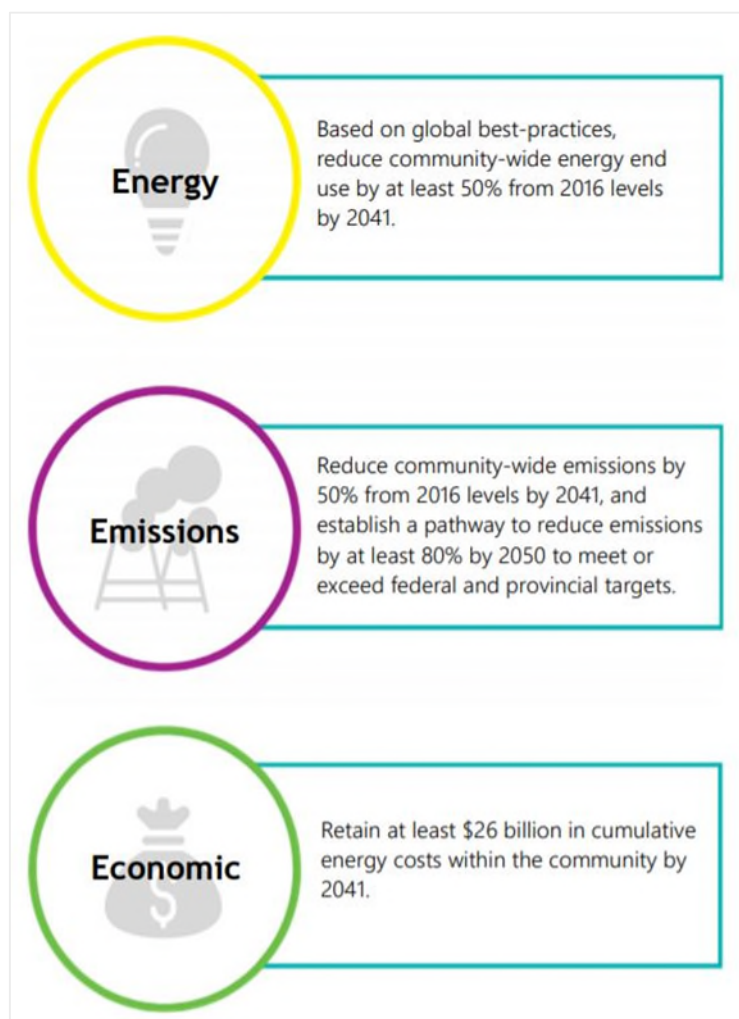 Energy
Based on global best-practices,
reduce community-wide energy end
use by at least 50% from 2016 levels
by 2041.
Emissions
Reduce community-wide emissions by
50% from 2016 levels by 2041, and
establish a pathway to reduce emissions
by at least 80% by 2050 to meet or
exceed federal and provincial targets.
Economic
$
Retain at least $26 billion in cumulative
energy costs within the community by
2041.